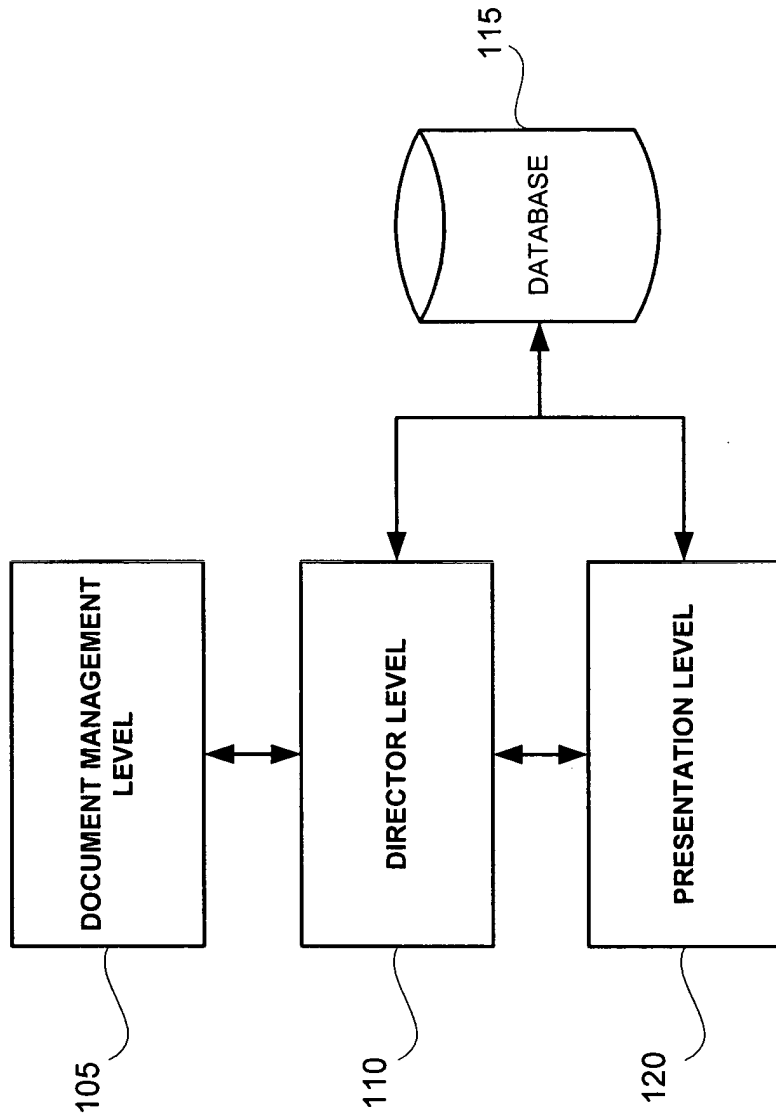 105
DOCUMENT MANAGEMENT
LEVEL
110
DIRECTOR LEVEL
115
DATABASE
120
PRESENTATION LEVEL